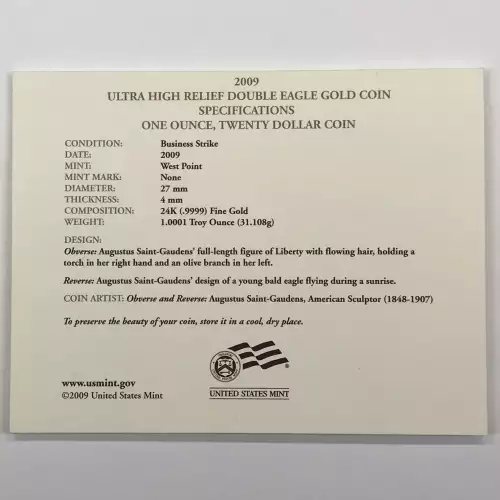 2009
ULTRA HIGH RELIEF DOUBLE EAGLE GOLD COIN
SPECIFICATIONS
ONE OUNCE, TWENTY DOLLAR COIN
CONDITION: Business Strike
DATE: 2009
MINT: West Point
MINT MARK: None
DIAMETER: 27 mm
THICKNESS: 4 mm
COMPOSITION: 24K (.9999) Fine Gold
WEIGHT: 1.0001 Troy Ounce (31.108g)
DESIGN:
Obverse: Augustus Saint-Gaudens' full-length figure of Liberty with flowing hair, holding a
torch in her right hand and an olive branch in her left.
Reverse: Augustus Saint-Gaudens' design of a young bald eagle flying during a sunrise.
COIN ARTIST: Obverse and Reverse: Augustus Saint-Gaudens, American Sculptor (1848-1907)
To preserve the beauty of your coin, store it in a cool, dry place.
www.usmint.gov
©2009 United States Mint
UNITED STATES MINT